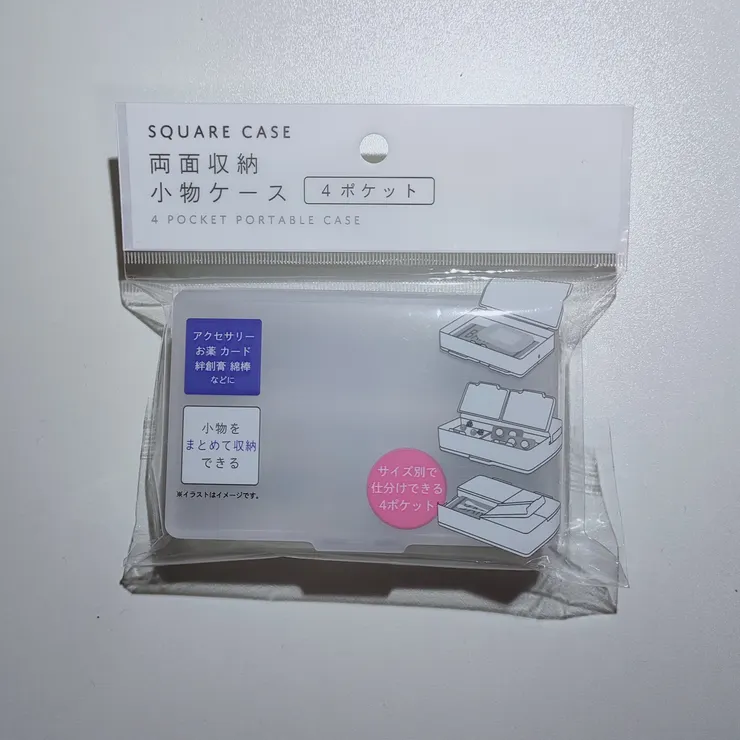 SQUARE CASE
両面収納
小物ケース 4ポケット
4 POCKET PORTABLE CASE
アクセサリー
お薬 カード
絆創膏 綿棒
などに
小物を
まとめて収納
できる
※イラストはイメージです。
サイズ別で
仕分けできる
4ポケット